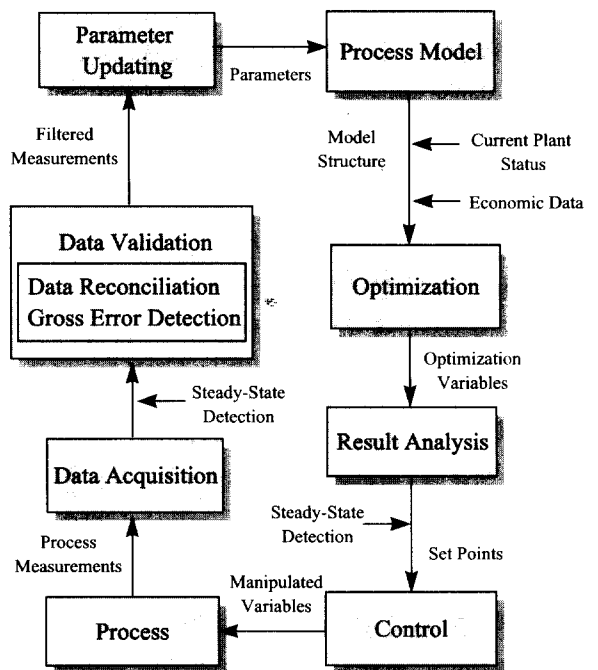 Parameter
Updating
Parameters
Process Model
Filtered
Measurements
Model
Structure
Current Plant
Status
Economic Data
Data Validation
Data Reconciliation
Gross Error Detection
Optimization
Optimization
Variables
Steady-State
Detection
Data Acquisition
Result Analysis
Steady-State
Detection
Set Points
Process
Measurements
Manipulated
Variables
Process
Control